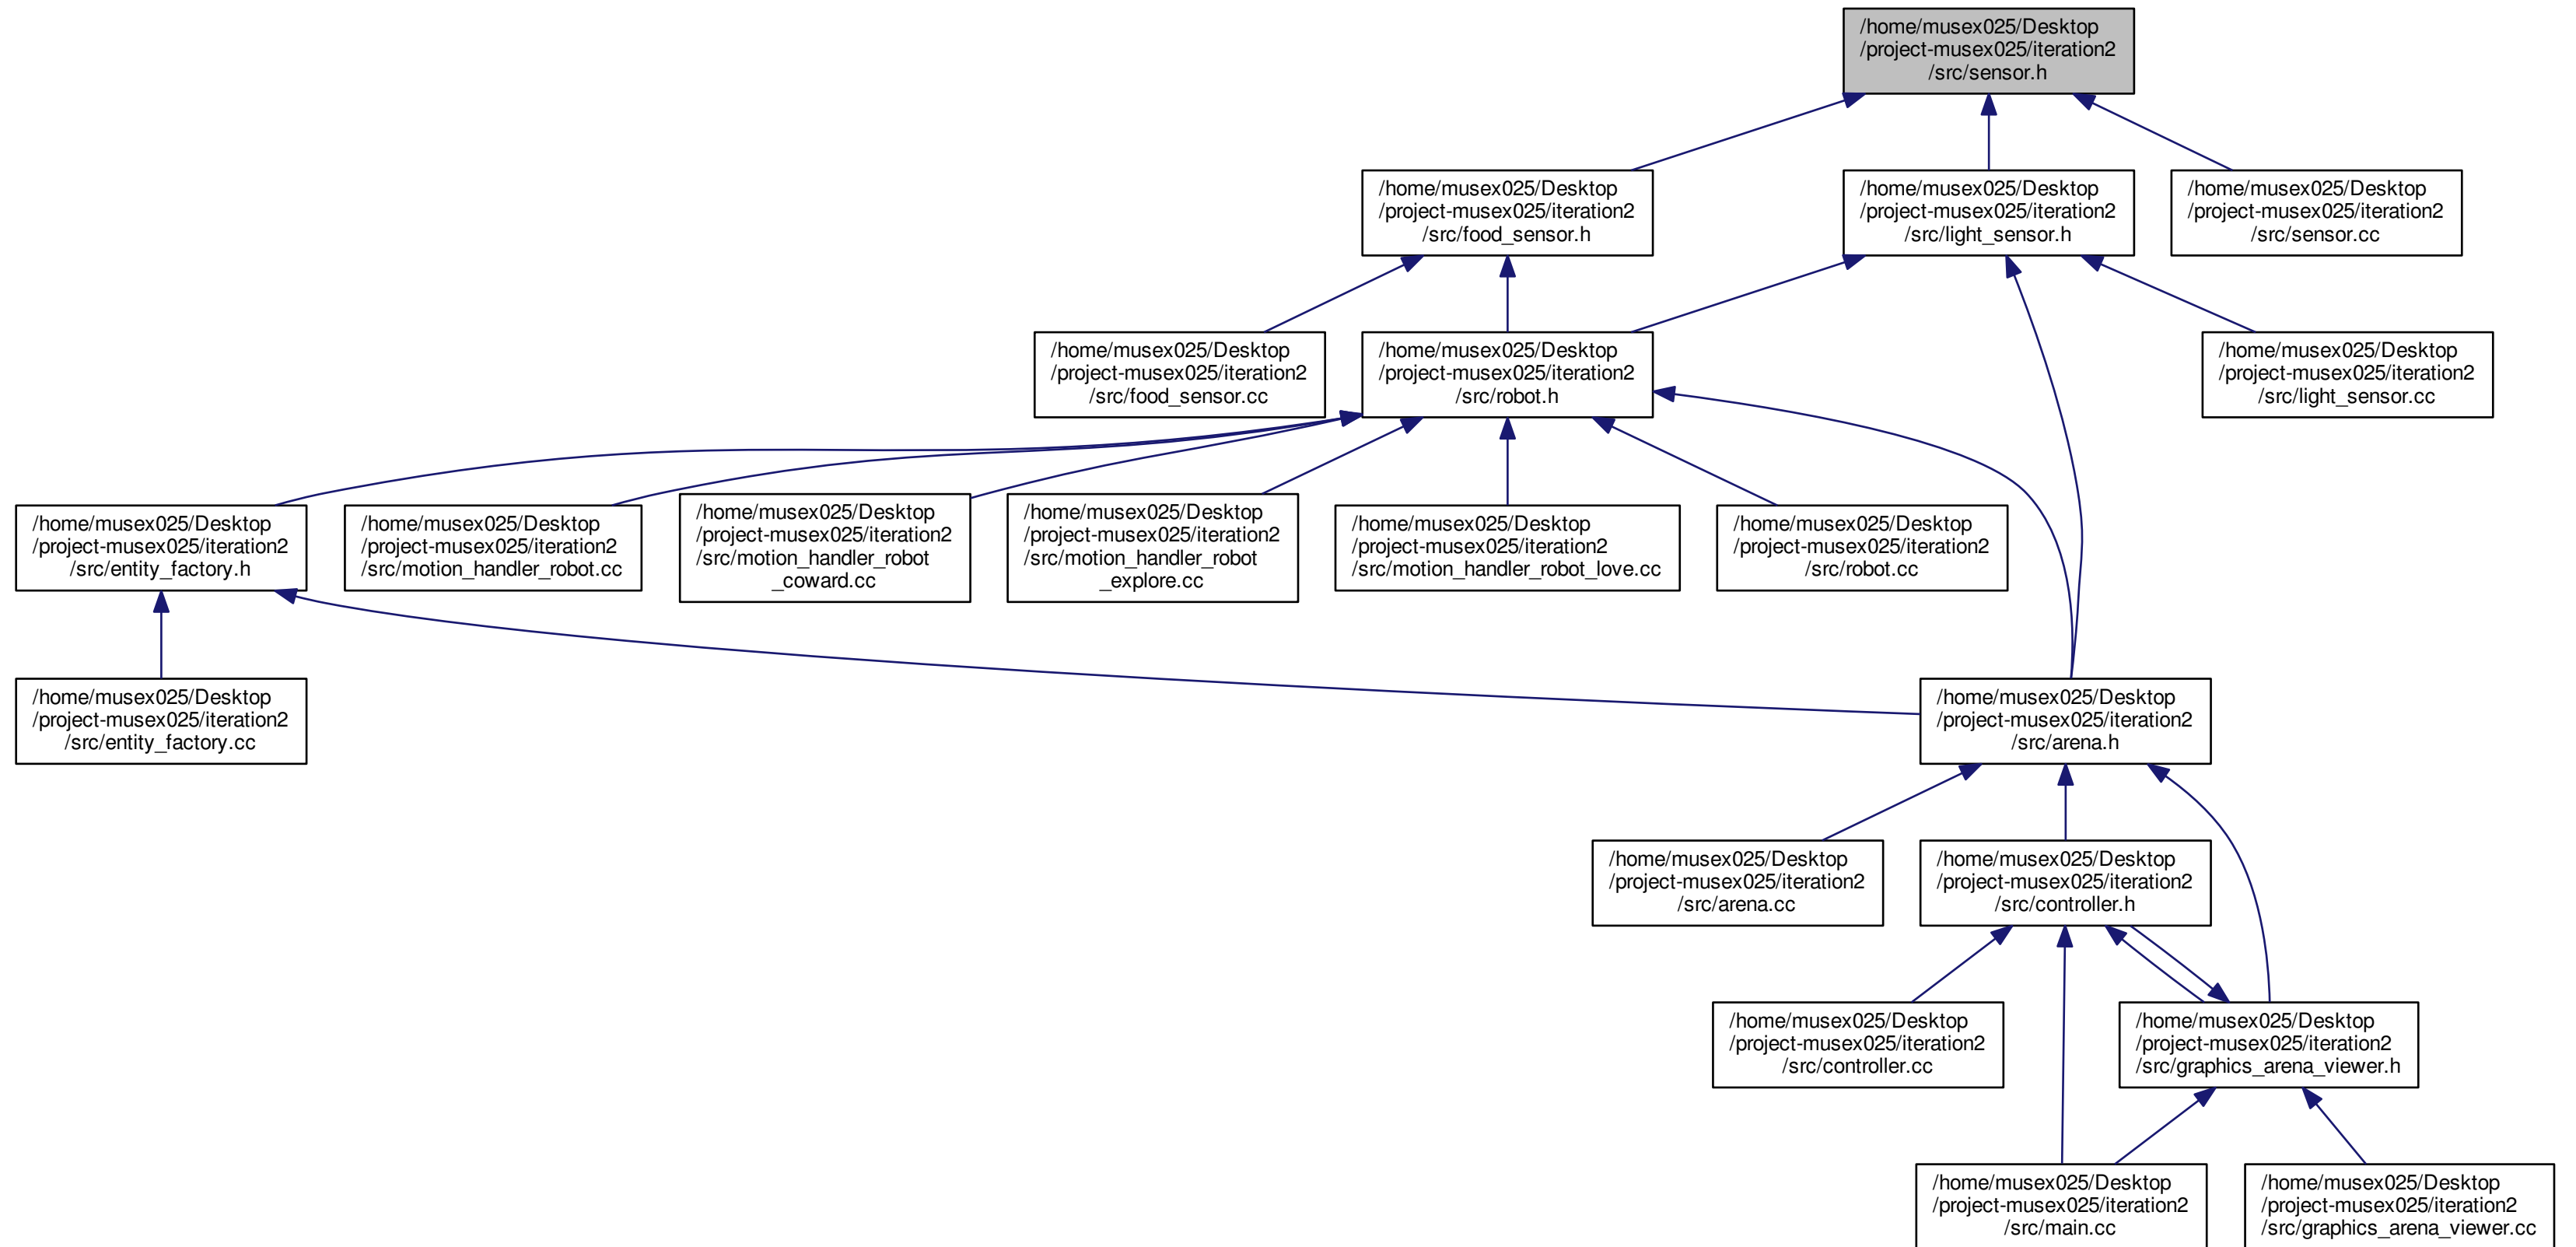 /home/musex025/Desktop
/project-musex025/iteration2
/src/sensor.h
/home/musex025/Desktop
/project-musex025/iteration2
/src/food_sensor.h
/home/musex025/Desktop
/project-musex025/iteration2
/src/light_sensor.h
/home/musex025/Desktop
/project-musex025/iteration2
/src/sensor.cc
/home/musex025/Desktop
/project-musex025/iteration2
/src/food_sensor.cc
/home/musex025/Desktop
/project-musex025/iteration2
/src/robot.h
/home/musex025/Desktop
/project-musex025/iteration2
/src/light_sensor.cc
/home/musex025/Desktop
/project-musex025/iteration2
/src/entity_factory.h
/home/musex025/Desktop
/project-musex025/iteration2
/src/motion_handler_robot.cc
/home/musex025/Desktop
/project-musex025/iteration2
/src/motion_handler_robot
_coward.cc
/home/musex025/Desktop
/project-musex025/iteration2
/src/motion_handler_robot
_explore.cc
/home/musex025/Desktop
/project-musex025/iteration2
/src/motion_handler_robot_love.cc
/home/musex025/Desktop
/project-musex025/iteration2
/src/robot.cc
/home/musex025/Desktop
/project-musex025/iteration2
/src/entity_factory.cc
/home/musex025/Desktop
/project-musex025/iteration2
/src/arena.h
/home/musex025/Desktop
/project-musex025/iteration2
/src/arena.cc
/home/musex025/Desktop
/project-musex025/iteration2
/src/controller.h
/home/musex025/Desktop
/project-musex025/iteration2
/src/controller.cc
/home/musex025/Desktop
/project-musex025/iteration2
/src/graphics_arena_viewer.h
/home/musex025/Desktop
/project-musex025/iteration2
/src/main.cc
/home/musex025/Desktop
/project-musex025/iteration2
/src/graphics_arena_viewer.cc